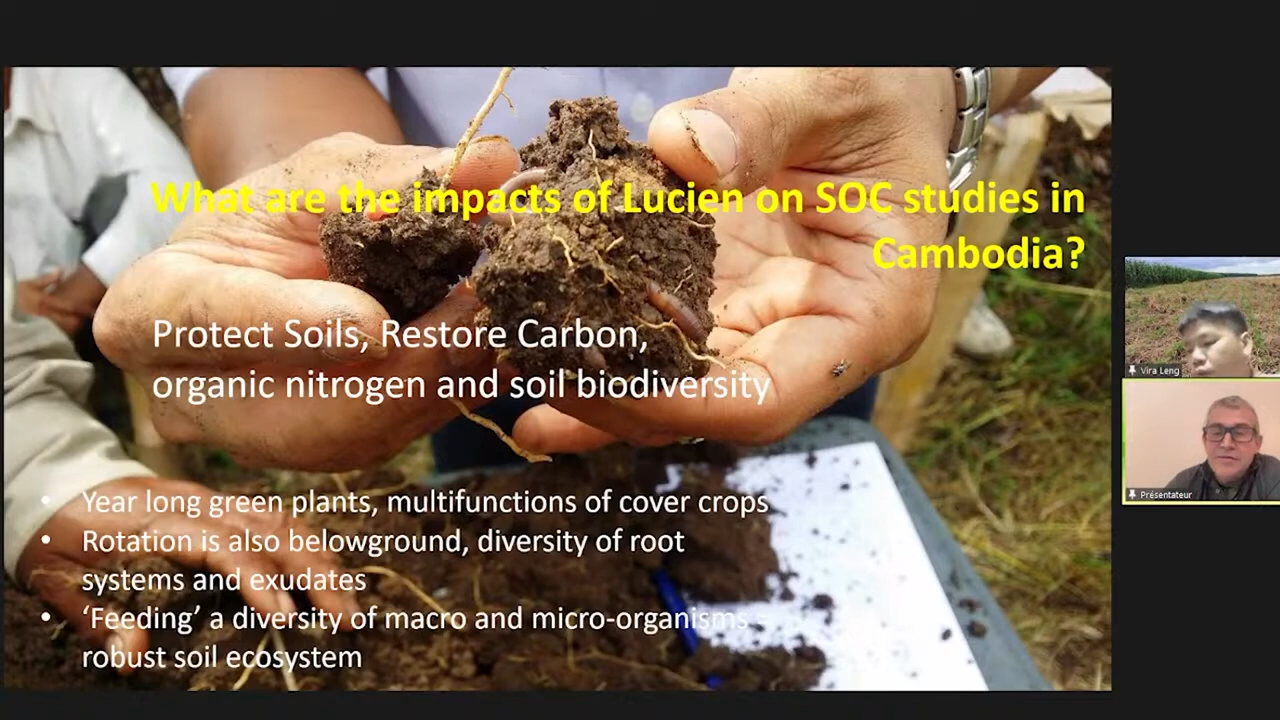 What are the impacts of Lucien on SOC studies in
Cambodia?
Protect Soils, Restore Carbon,
organic nitrogen and soil biodiversity
• Year long green plants, multifunctions of cover crops
• Rotation is also belowground, diversity of root
systems and exudates
• ‘Feeding’ a diversity of macro and micro-organisms =
robust soil ecosystem
Vira Leng
Présentateur